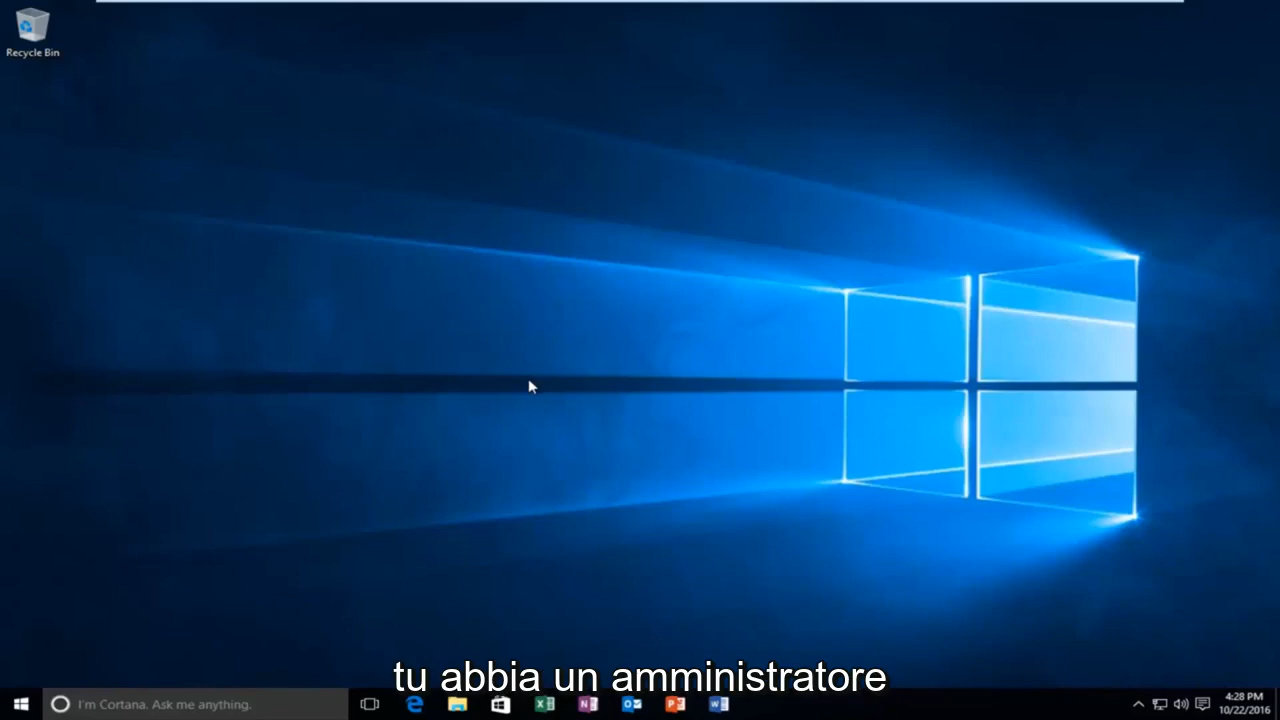 Recycle Bin
tu abbia un amministratore
I'm Cortana. Ask me anything.
4:28 PM
10/22/2016